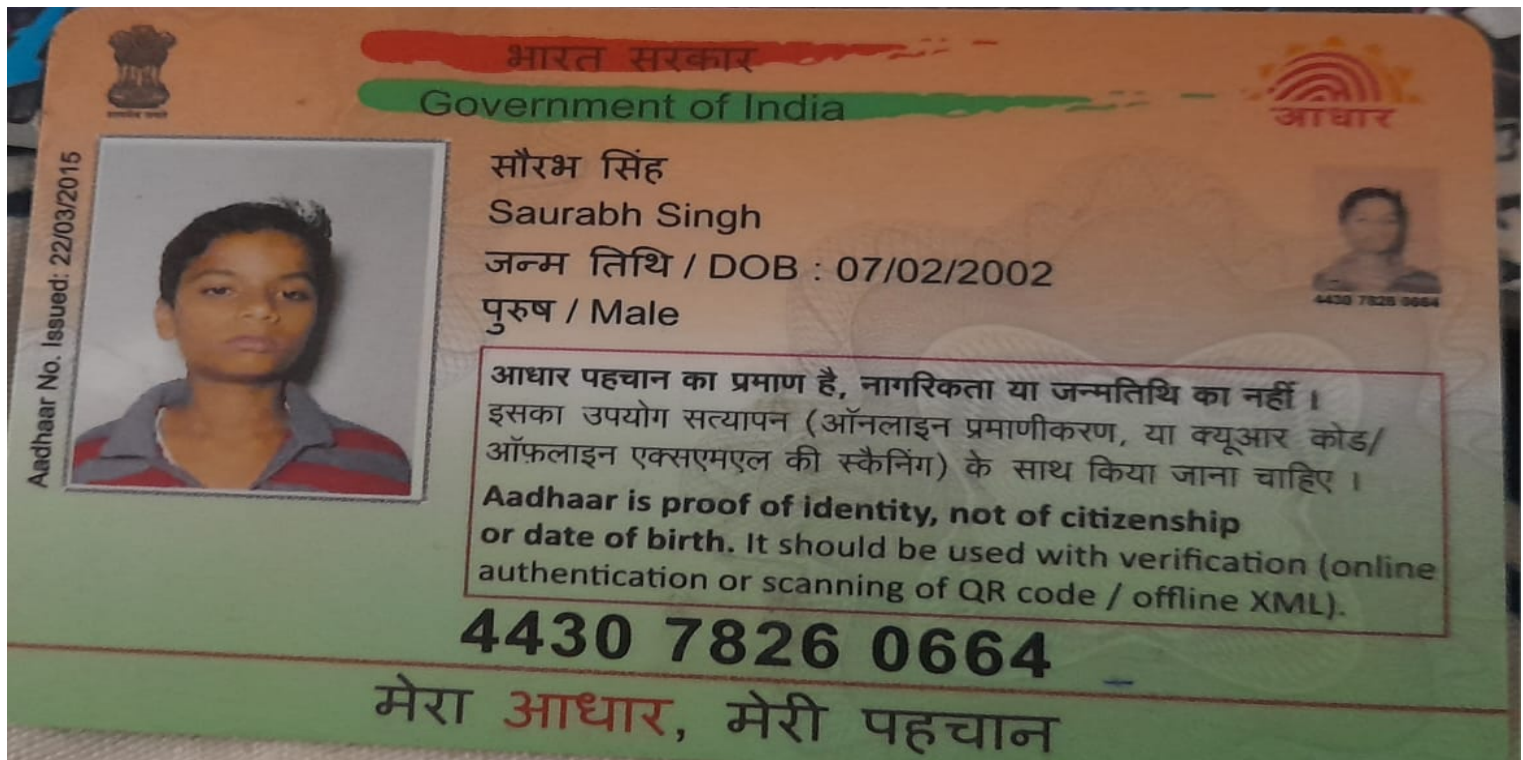 भारत सरकार
Government of India
आधार
Aadhaar No. Issued: 22/03/2015
सौरभ सिंह
Saurabh Singh
जन्म तिथि / DOB : 07/02/2002
पुरुष / Male
4430 7826 0664
आधार पहचान का प्रमाण है, नागरिकता या जन्मतिथि का नहीं ।
इसका उपयोग सत्यापन (ऑनलाइन प्रमाणीकरण, या क्यूआर कोड/
ऑफ़लाइन एक्सएमएल की स्कैनिंग) के साथ किया जाना चाहिए ।
Aadhaar is proof of identity, not of citizenship
or date of birth. It should be used with verification (online
authentication or scanning of QR code / offline XML).
4430 7826 0664
मेरा आधार, मेरी पहचान